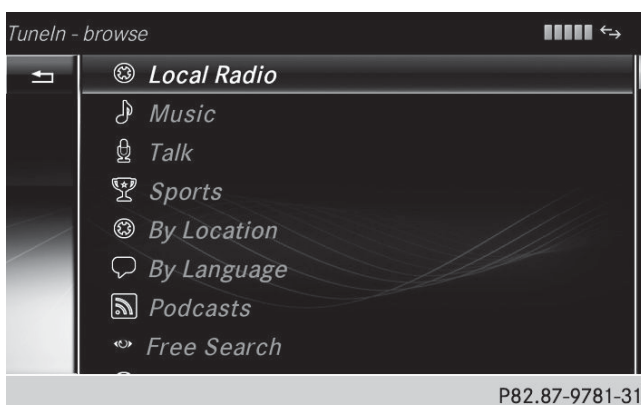 TuneIn - browse
Local Radio
Music
Talk
Sports
By Location
By Language
Podcasts
Free Search
P82.87-9781-31